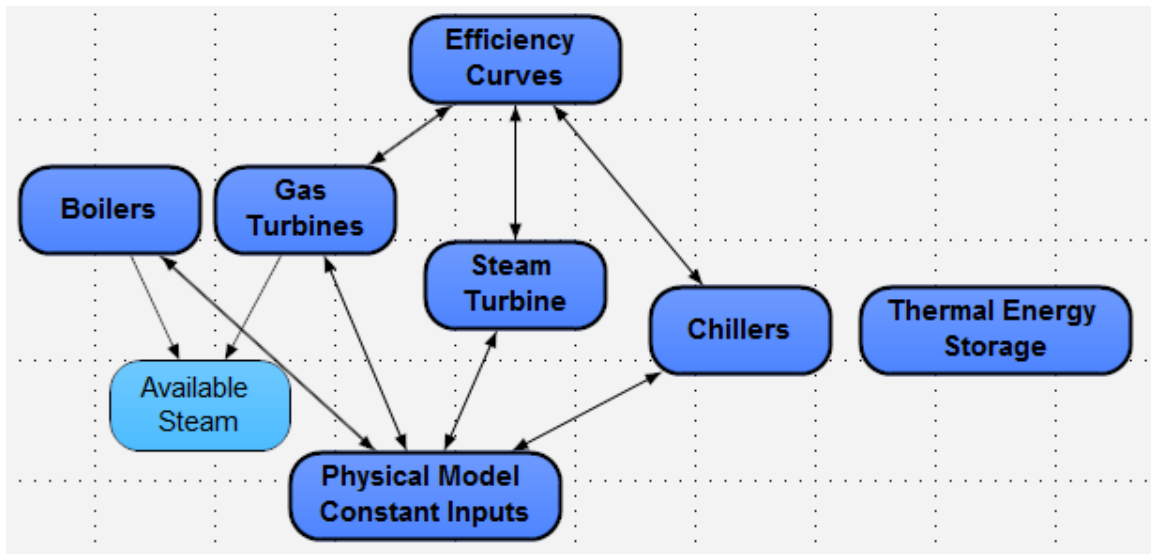 Efficiency
Curves
Boilers
Gas
Turbines
Steam
Turbine
Chillers
Thermal Energy
Storage
Available
Steam
Physical Model
Constant Inputs